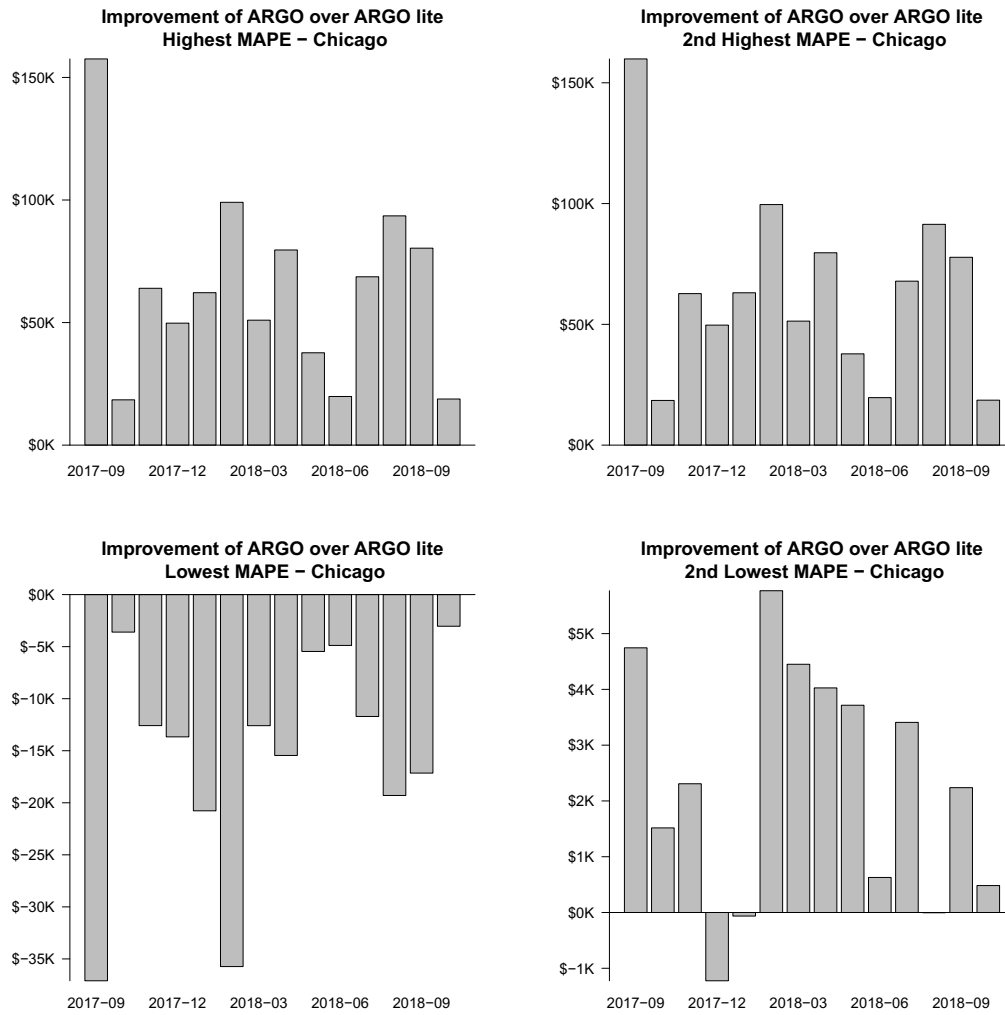 Improvement of ARGO over ARGO lite
Highest MAPE − Chicago
$150K
$100K
$50K
$0K
2017−09 2017−12 2018−03 2018−06 2018−09
Improvement of ARGO over ARGO lite
2nd Highest MAPE − Chicago
$150K
$100K
$50K
$0K
2017−09 2017−12 2018−03 2018−06 2018−09
Improvement of ARGO over ARGO lite
Lowest MAPE − Chicago
$0K
$−5K
$−10K
$−15K
$−20K
$−25K
$−30K
$−35K
2017−09 2017−12 2018−03 2018−06 2018−09
Improvement of ARGO over ARGO lite
2nd Lowest MAPE − Chicago
$5K
$4K
$3K
$2K
$1K
$0K
$−1K
2017−09 2017−12 2018−03 2018−06 2018−09